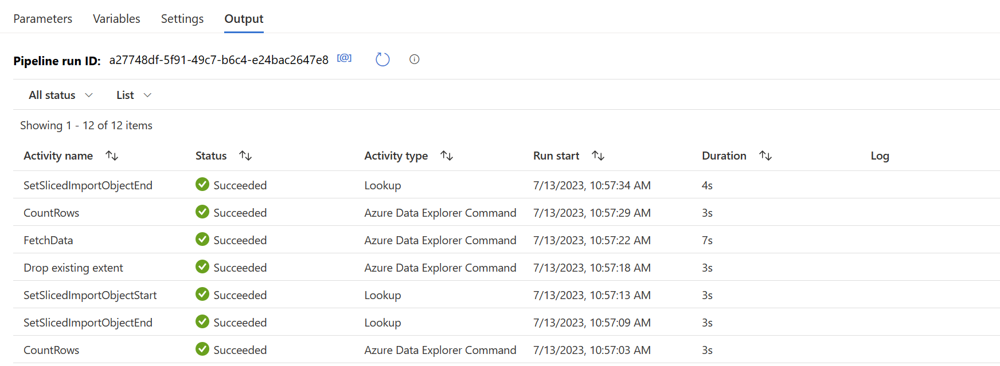 Parameters Variables Settings Output
Pipeline run ID: a27748df-5f91-49c7-b6c4-e24bac2647e8 [@]
All status List
Showing 1 - 12 of 12 items
Activity name Status Activity type Run start Duration Log
SetSlicedImportObjectEnd Succeeded Lookup 7/13/2023, 10:57:34 AM 4s
CountRows Succeeded Azure Data Explorer Command 7/13/2023, 10:57:29 AM 3s
FetchData Succeeded Azure Data Explorer Command 7/13/2023, 10:57:22 AM 7s
Drop existing extent Succeeded Azure Data Explorer Command 7/13/2023, 10:57:18 AM 3s
SetSlicedImportObjectStart Succeeded Lookup 7/13/2023, 10:57:13 AM 3s
SetSlicedImportObjectEnd Succeeded Lookup 7/13/2023, 10:57:09 AM 3s
CountRows Succeeded Azure Data Explorer Command 7/13/2023, 10:57:03 AM 3s